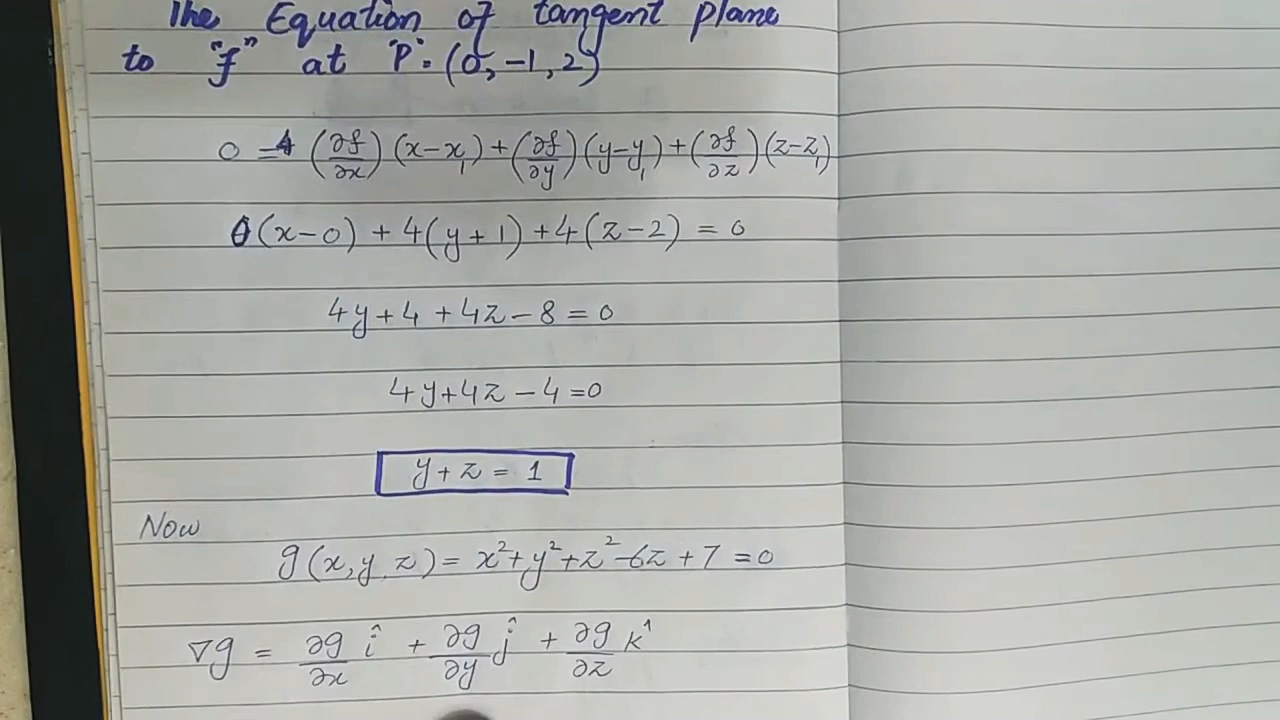 The Equation of tangent plane
to "f" at P:(0,-1,2)
0 = (∂f/∂x)(x-x₁)+(∂f/∂y)(y-y₁)+(∂f/∂z)(z-z₁)
0(x-0)+4(y+1)+4(z-2)=0
4y+4+4z-8=0
4y+4z-4=0
y+z=1
Now
g(x,y,z)=x²+y²+z²-6z+7=0
∇g = ∂g/∂x î + ∂g/∂y ĵ + ∂g/∂z k̂